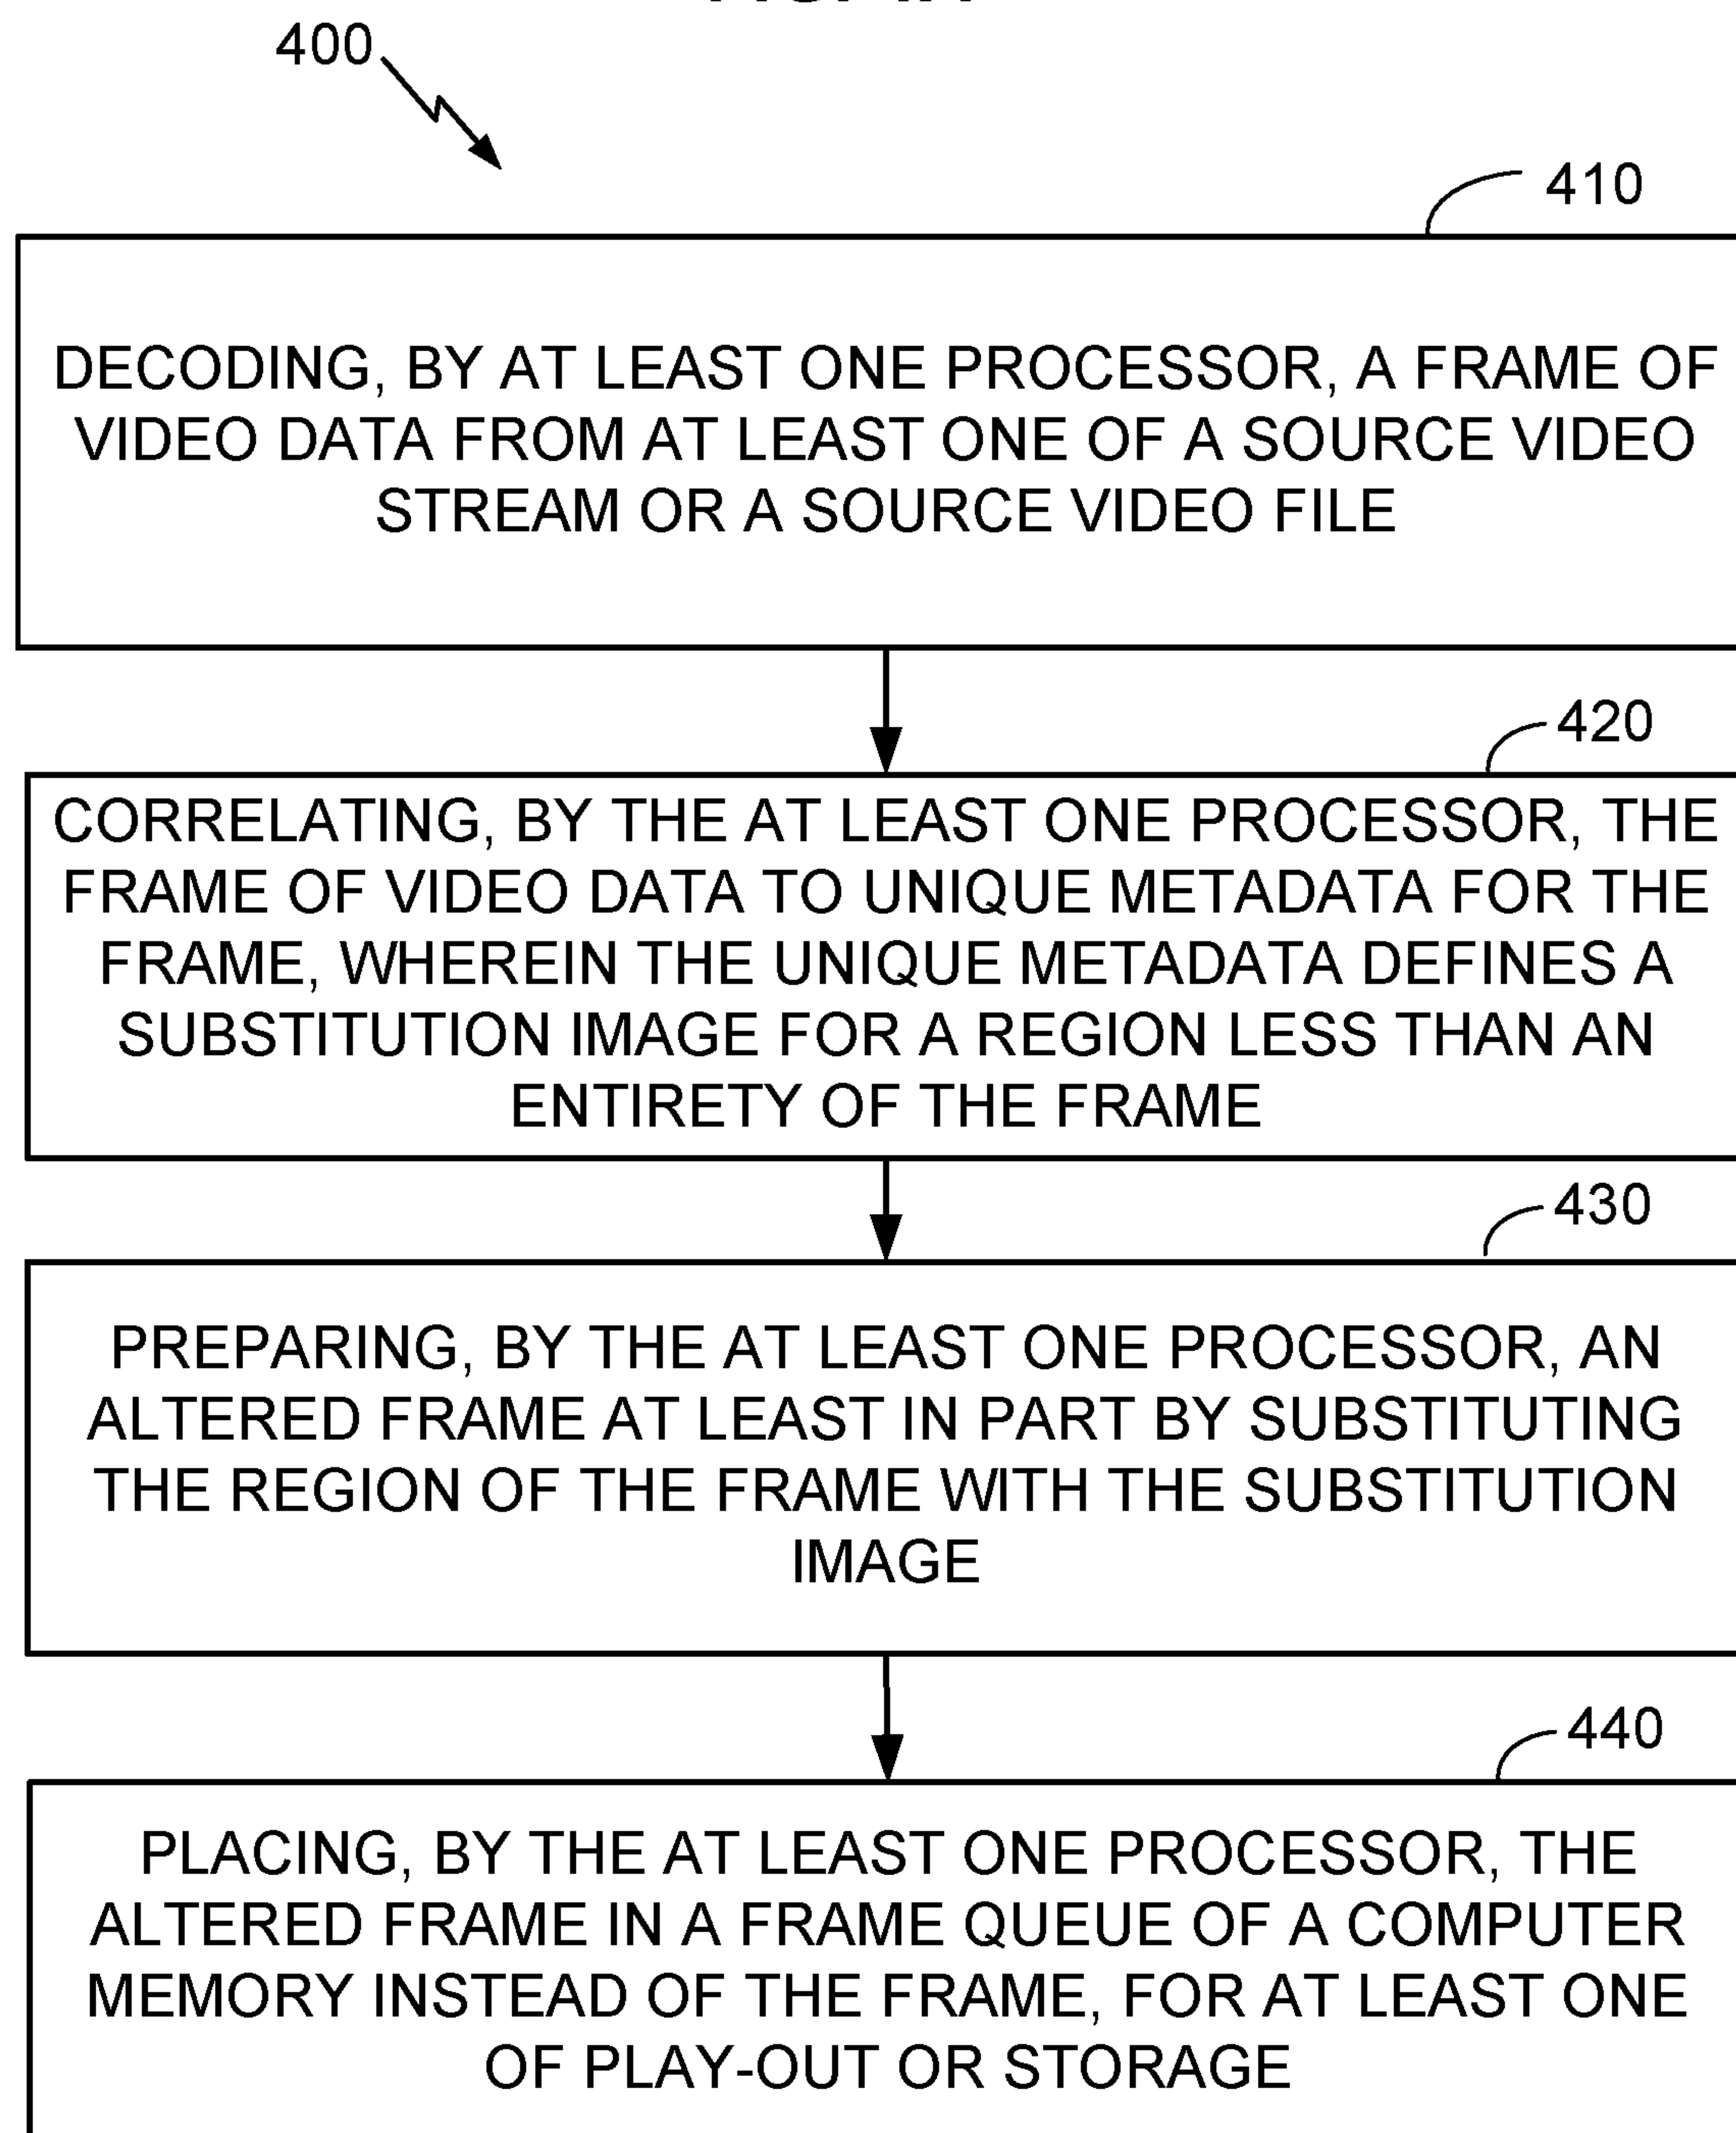 400
410
DECODING, BY AT LEAST ONE PROCESSOR, A FRAME OF
VIDEO DATA FROM AT LEAST ONE OF A SOURCE VIDEO
STREAM OR A SOURCE VIDEO FILE
420
CORRELATING, BY THE AT LEAST ONE PROCESSOR, THE
FRAME OF VIDEO DATA TO UNIQUE METADATA FOR THE
FRAME, WHEREIN THE UNIQUE METADATA DEFINES A
SUBSTITUTION IMAGE FOR A REGION LESS THAN AN
ENTIRETY OF THE FRAME
430
PREPARING, BY THE AT LEAST ONE PROCESSOR, AN
ALTERED FRAME AT LEAST IN PART BY SUBSTITUTING
THE REGION OF THE FRAME WITH THE SUBSTITUTION
IMAGE
440
PLACING, BY THE AT LEAST ONE PROCESSOR, THE
ALTERED FRAME IN A FRAME QUEUE OF A COMPUTER
MEMORY INSTEAD OF THE FRAME, FOR AT LEAST ONE
OF PLAY-OUT OR STORAGE